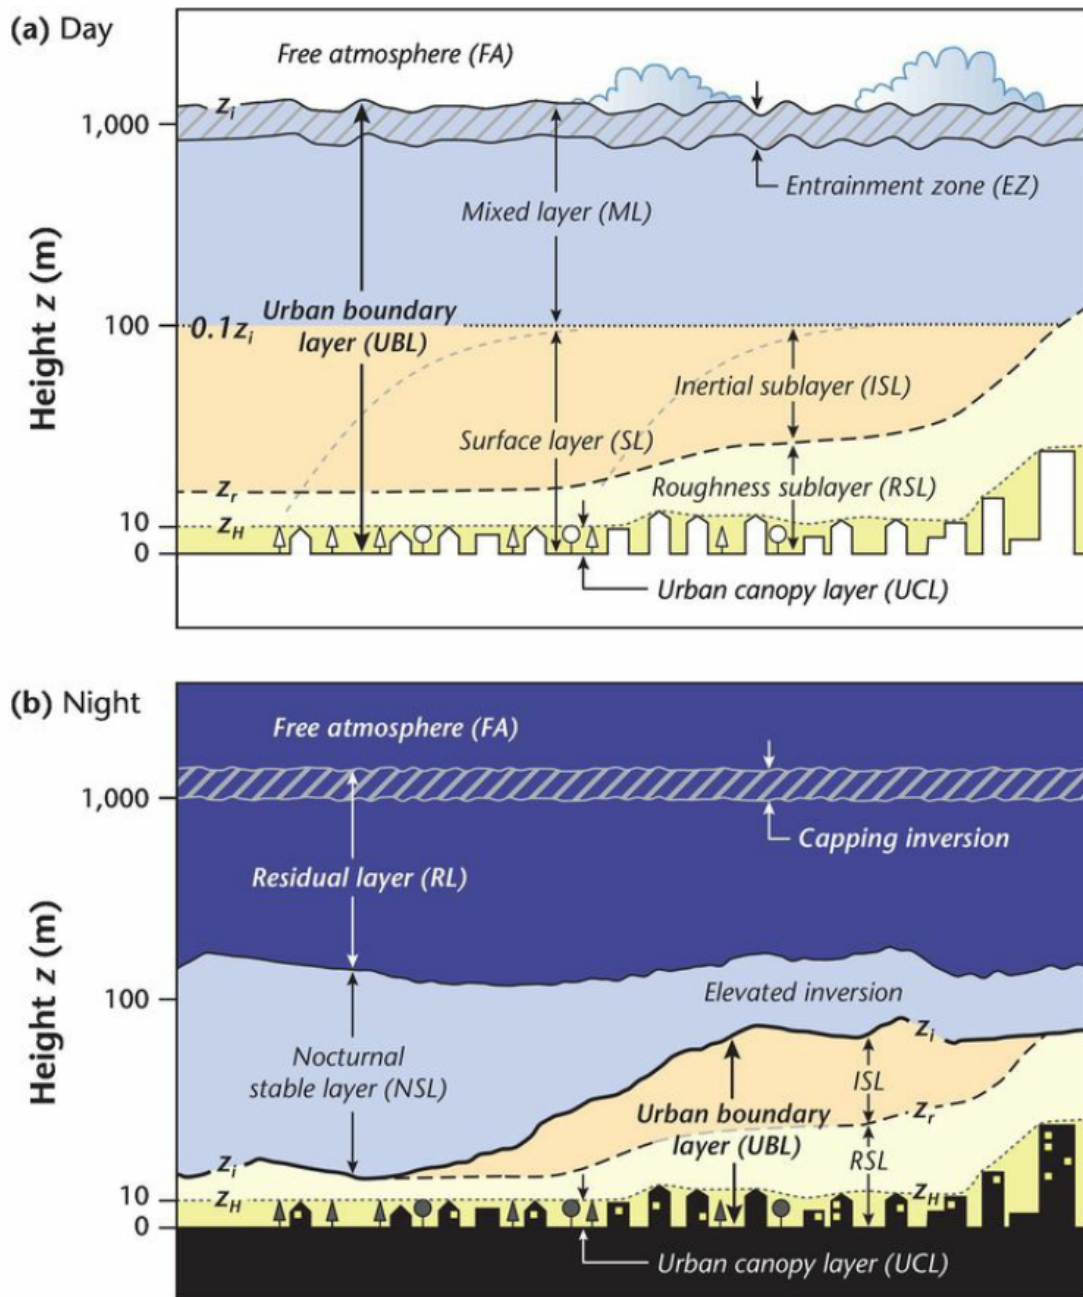 (a) Day
Free atmosphere (FA)
zi
1,000
Entrainment zone (EZ)
Mixed layer (ML)
Height z (m)
Urban boundary
layer (UBL)
100
0.1zi
Inertial sublayer (ISL)
Surface layer (SL)
zr
Roughness sublayer (RSL)
10
zH
0
Urban canopy layer (UCL)
(b) Night
Free atmosphere (FA)
1,000
Capping inversion
Residual layer (RL)
Height z (m)
100
Elevated inversion
zi
Nocturnal
stable layer (NSL)
ISL
Urban boundary
layer (UBL)
zr
RSL
zi
10
zH
zH
0
Urban canopy layer (UCL)